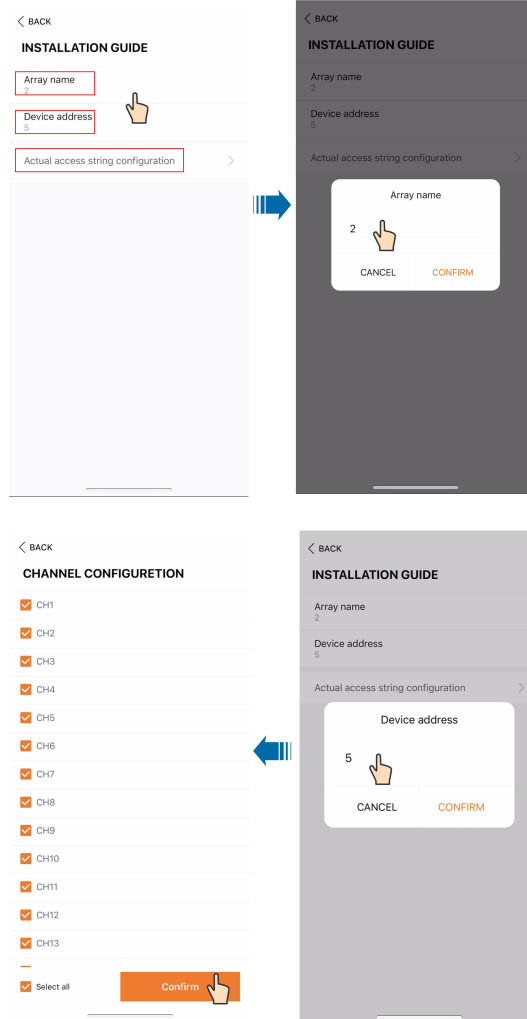 BACK
INSTALLATION GUIDE
Array name
2
Device address
5
Actual access string configuration
BACK
INSTALLATION GUIDE
Array name
2
Device address
5
Actual access string configuration
Array name
2
CANCEL CONFIRM
BACK
CHANNEL CONFIGURETION
CH1
CH2
CH3
CH4
CH5
CH6
CH7
CH8
CH9
CH10
CH11
CH12
CH13
Select all Confirm
BACK
INSTALLATION GUIDE
Array name
2
Device address
5
Actual access string configuration
Device address
5
CANCEL CONFIRM